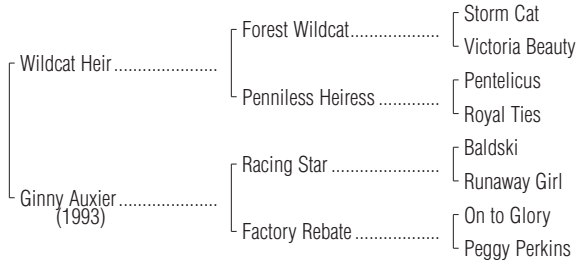 Storm Cat
Forest Wildcat....................
Victoria Beauty
Wildcat Heir.......................
Pentelicus
Penniless Heiress..............
Royal Ties
Baldski
Racing Star........................
Runaway Girl
Ginny Auxier......................
(1993)
On to Glory
Factory Rebate...................
Peggy Perkins